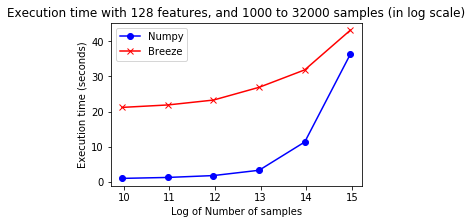 Execution time with 128 features, and 1000 to 32000 samples (in log scale)
Numpy
Breeze
Execution time (seconds)
40
30
20
10
0
10 11 12 13 14 15
Log of Number of samples